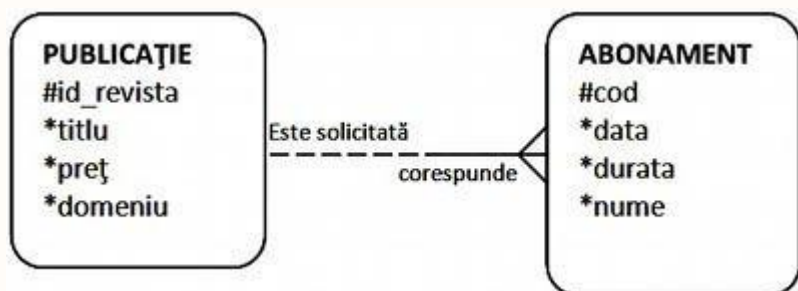 PUBLICAŢIE
#id_revista
*titlu
*preţ
*domeniu
Este solicitată
corespunde
ABONAMENT
#cod
*data
*durata
*nume